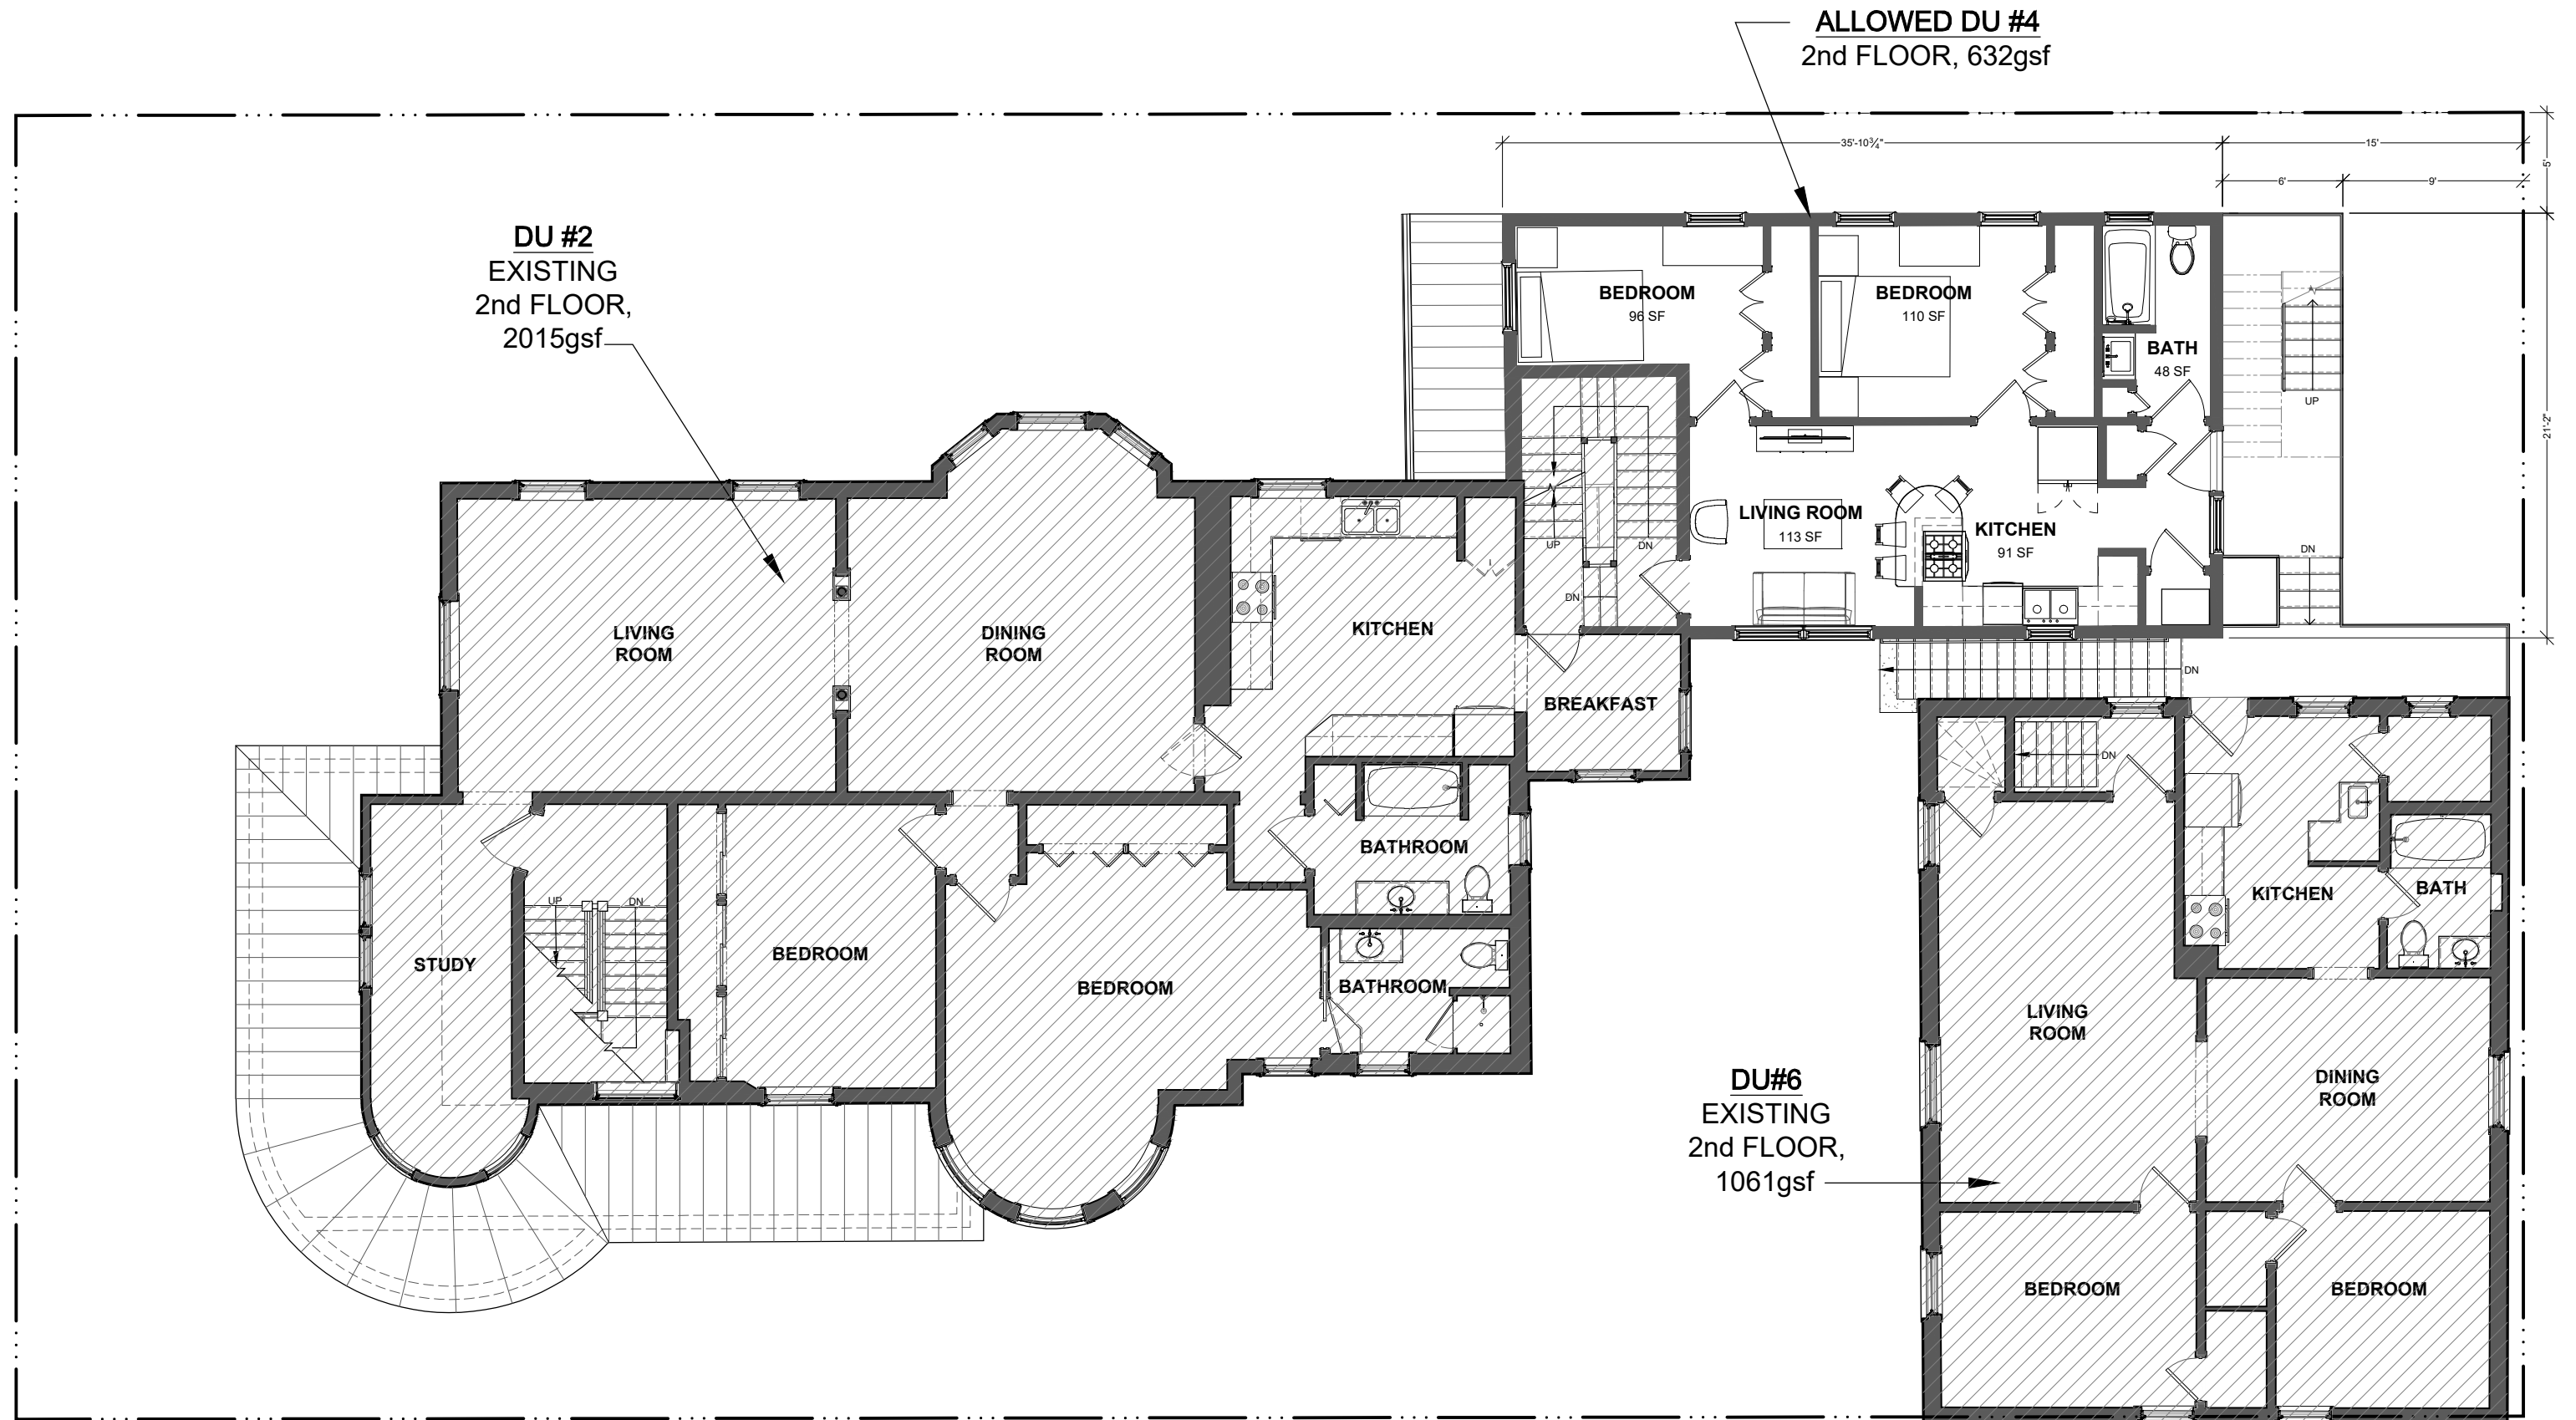 ALLOWED DU #4
2nd FLOOR, 632gsf
35'-10¾"
15'
5'
6'
9'
DU #2
EXISTING
2nd FLOOR,
2015gsf
BEDROOM
96 SF
BEDROOM
110 SF
BATH
48 SF
UP
21'-2"
LIVING ROOM
113 SF
KITCHEN
91 SF
UP
DN
DN
DN
DN
LIVING
ROOM
DINING
ROOM
KITCHEN
BREAKFAST
BATHROOM
UP
DN
STUDY
BEDROOM
BEDROOM
BATHROOM
DN
KITCHEN
BATH
LIVING
ROOM
DINING
ROOM
DU#6
EXISTING
2nd FLOOR,
1061gsf
BEDROOM
BEDROOM